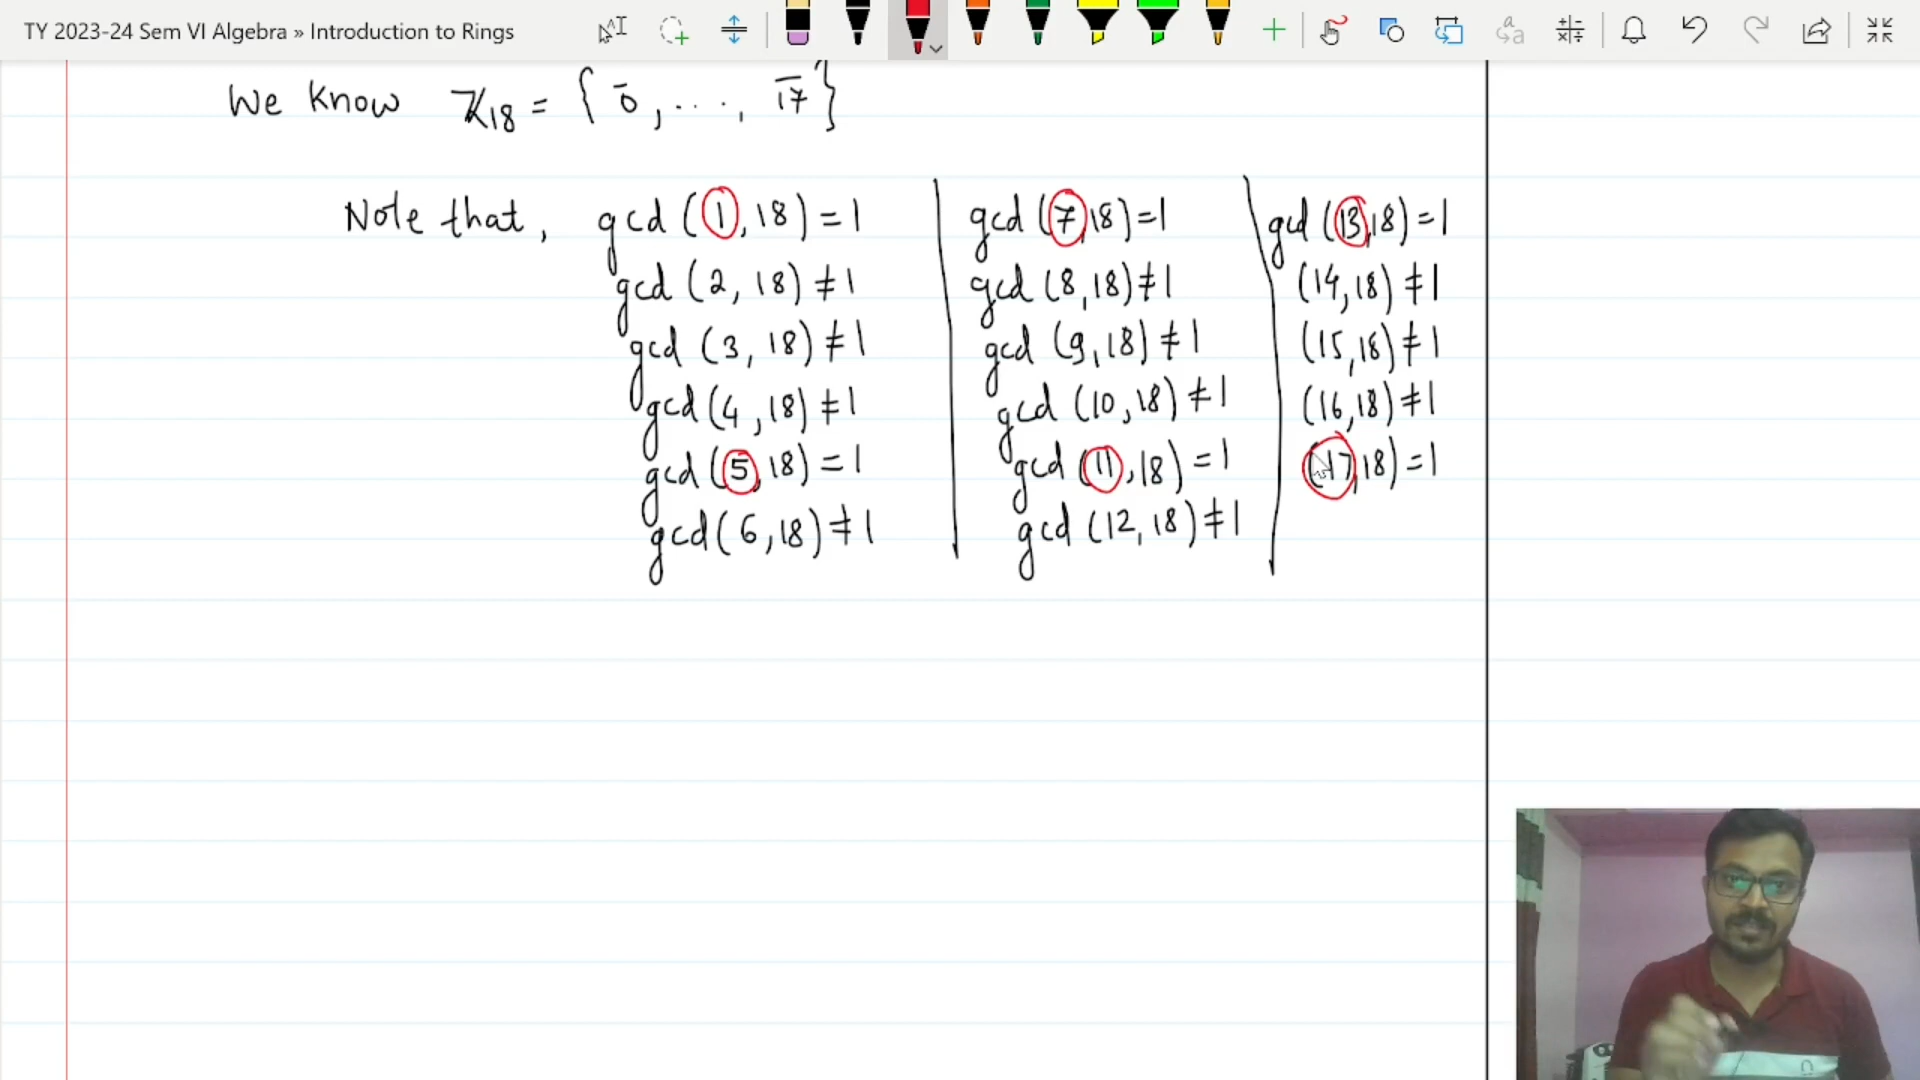 TY 2023-24 Sem VI Algebra » Introduction to Rings
We know ℤ18 = { 0̄, ..., 1̅7̅ }
Note that, gcd (1, 18) = 1
gcd (2, 18) ≠ 1
gcd (3, 18) ≠ 1
gcd (4, 18) ≠ 1
gcd (5, 18) = 1
gcd (6, 18) ≠ 1
gcd (7, 18) = 1
gcd (8, 18) ≠ 1
gcd (9, 18) ≠ 1
gcd (10, 18) ≠ 1
gcd (11, 18) = 1
gcd (12, 18) ≠ 1
gcd (13, 18) = 1
(14, 18) ≠ 1
(15, 18) ≠ 1
(16, 18) ≠ 1
(17, 18) = 1